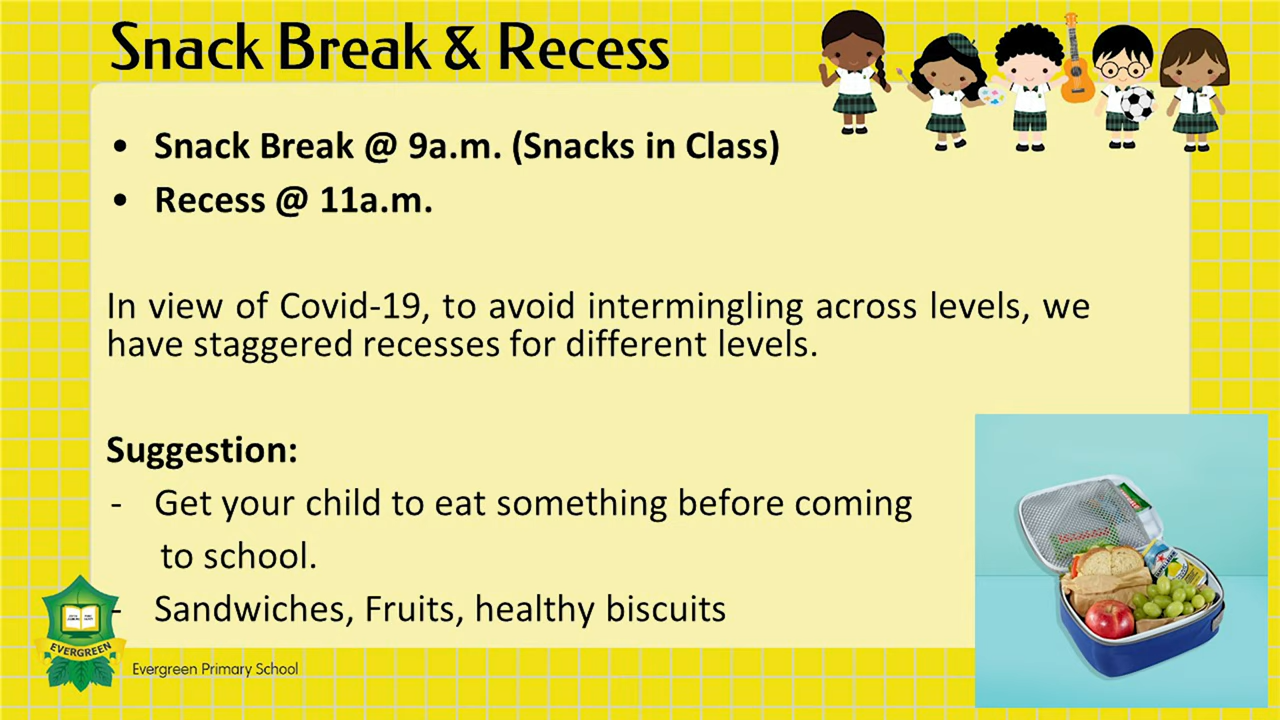 Snack Break & Recess
• Snack Break @ 9a.m. (Snacks in Class)
• Recess @ 11a.m.
In view of Covid-19, to avoid intermingling across levels, we
have staggered recesses for different levels.
Suggestion:
- Get your child to eat something before coming
to school.
- Sandwiches, Fruits, healthy biscuits
EVERGREEN
Evergreen Primary School